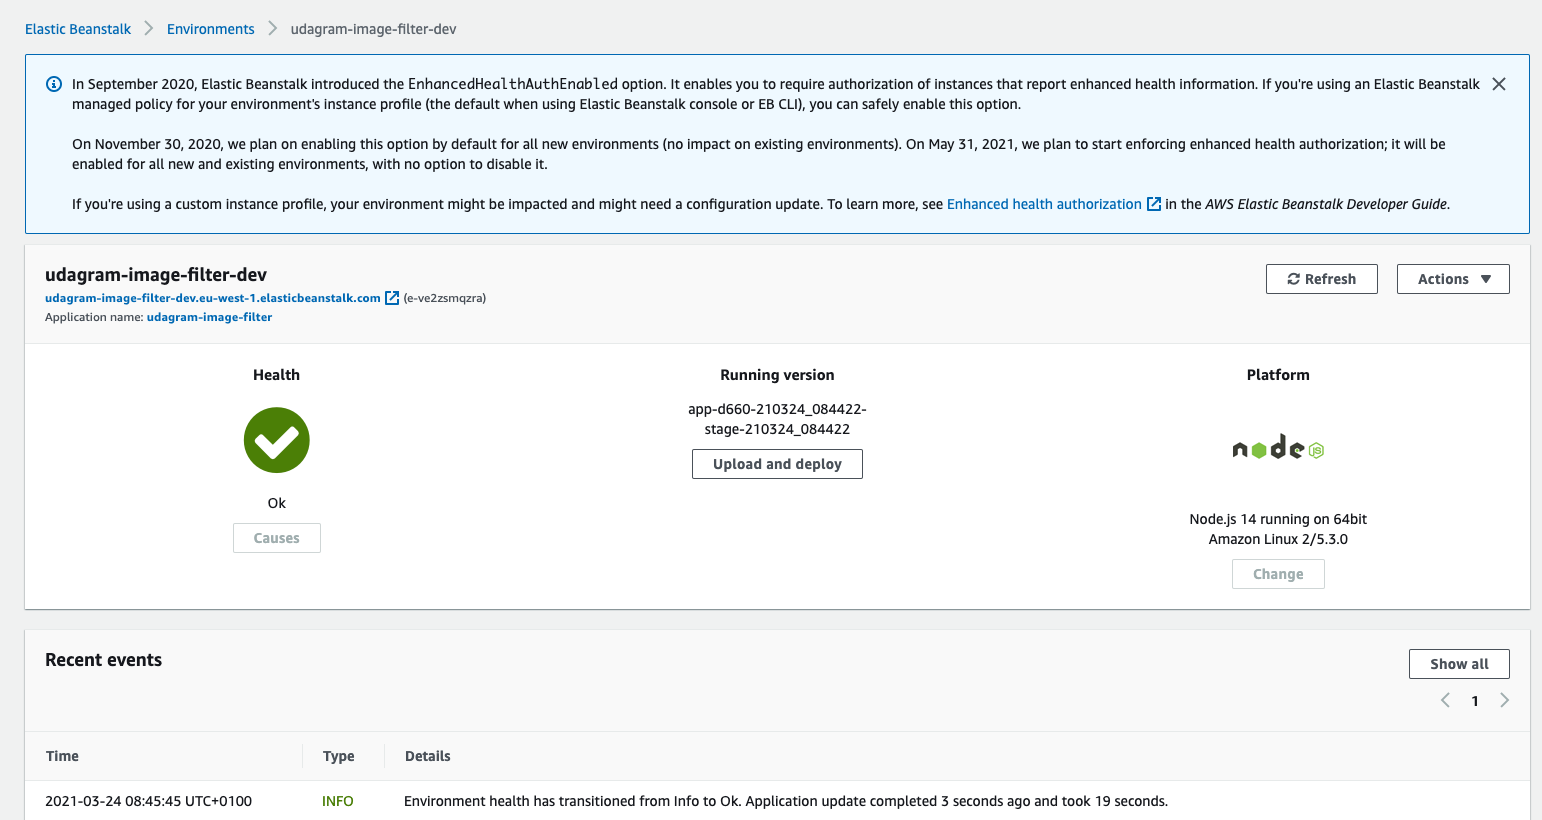 Elastic Beanstalk > Environments > udagram-image-filter-dev
In September 2020, Elastic Beanstalk introduced the EnhancedHealthAuthEnabled option. It enables you to require authorization of instances that report enhanced health information. If you're using an Elastic Beanstalk
managed policy for your environment's instance profile (the default when using Elastic Beanstalk console or EB CLI), you can safely enable this option.
On November 30, 2020, we plan on enabling this option by default for all new environments (no impact on existing environments). On May 31, 2021, we plan to start enforcing enhanced health authorization; it will be
enabled for all new and existing environments, with no option to disable it.
If you're using a custom instance profile, your environment might be impacted and might need a configuration update. To learn more, see Enhanced health authorization in the AWS Elastic Beanstalk Developer Guide.
udagram-image-filter-dev
udagram-image-filter-dev.eu-west-1.elasticbeanstalk.com (e-ve2zsmqzra)
Application name: udagram-image-filter
Refresh
Actions
Health
Ok
Causes
Running version
app-d660-210324_084422-
stage-210324_084422
Upload and deploy
Platform
node JS
Node.js 14 running on 64bit
Amazon Linux 2/5.3.0
Change
Recent events
Show all
1
Time Type Details
2021-03-24 08:45:45 UTC+0100 INFO Environment health has transitioned from Info to Ok. Application update completed 3 seconds ago and took 19 seconds.